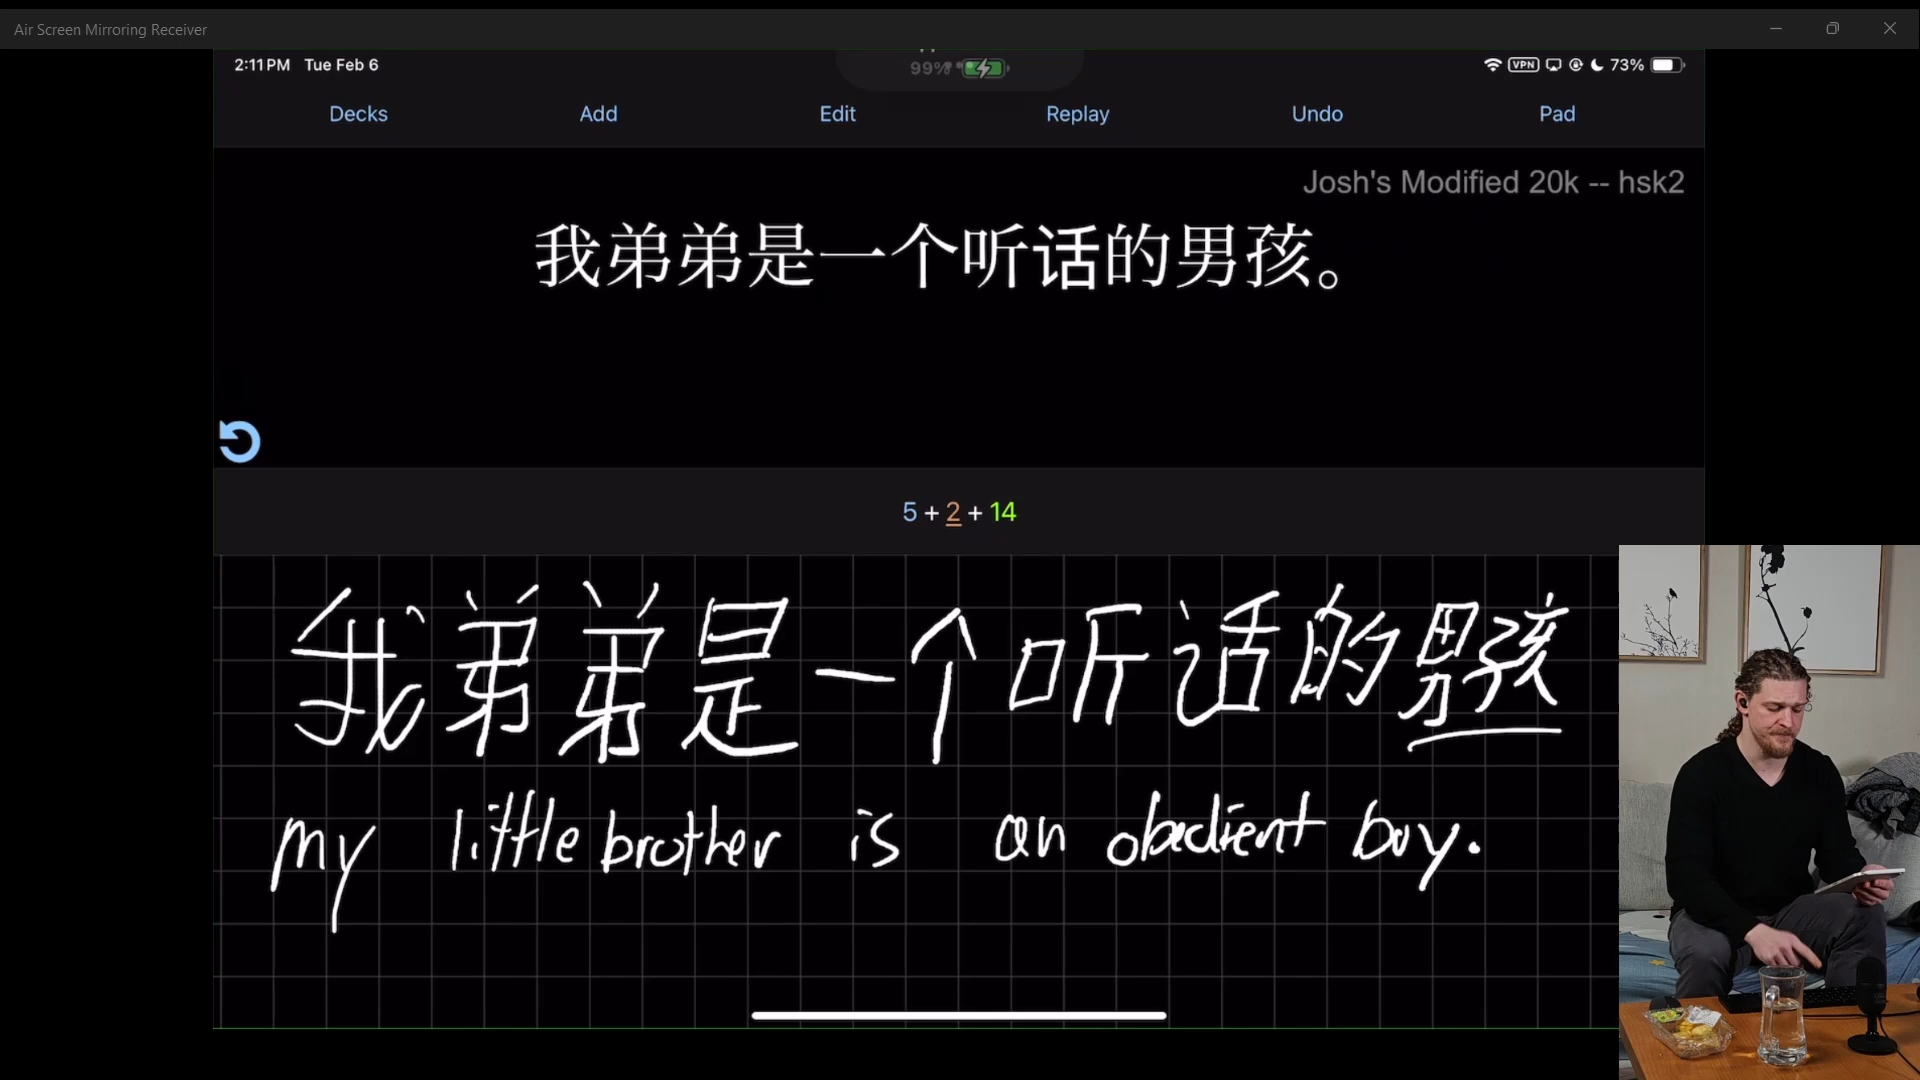 Air Screen Mirroring Receiver
2:11 PM Tue Feb 6
99%
VPN 73%
Decks Add Edit Replay Undo Pad
Josh's Modified 20k -- hsk2
我弟弟是一个听话的男孩。
5 + 2 + 14
我弟弟是一个听话的男孩
my little brother is an obedient boy.